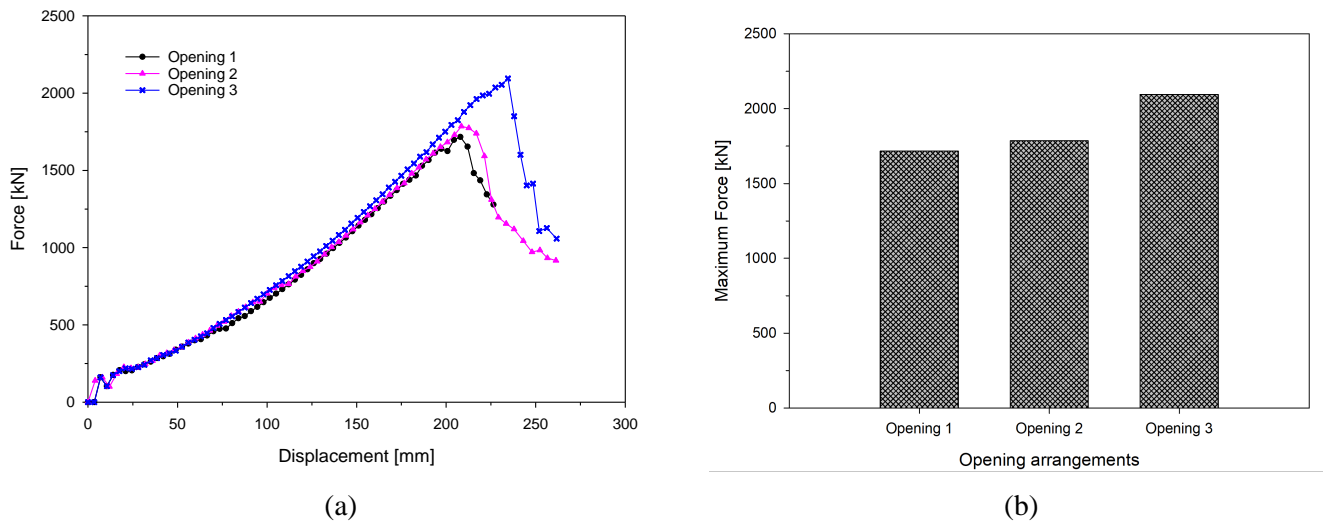 2500
2000
1500
1000
500
0
Force [kN]
Opening 1
Opening 2
Opening 3
0 50 100 150 200 250 300
Displacement [mm]
(a)
2500
2000
1500
1000
500
0
Maximum Force [kN]
Opening 1 Opening 2 Opening 3
Opening arrangements
(b)